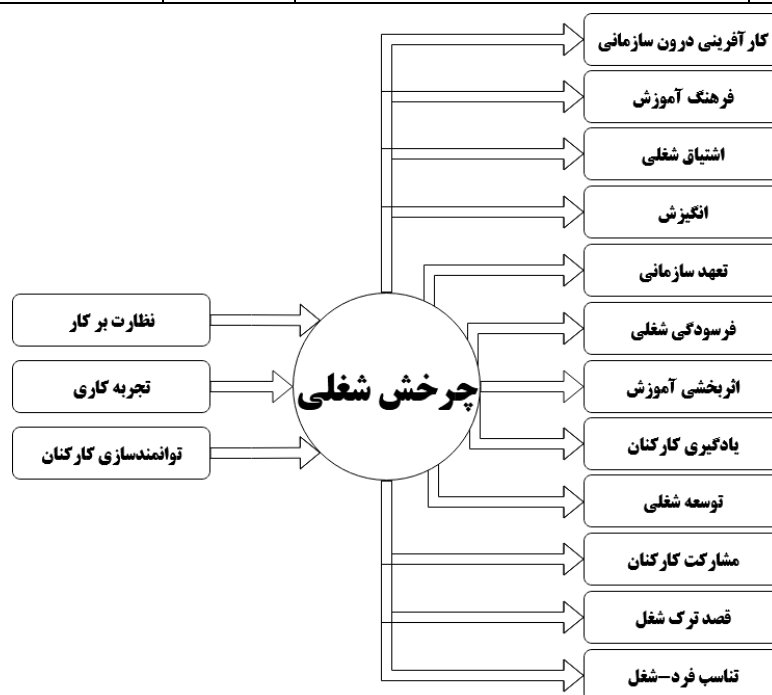 کارآفرینی درون سازمانی
فرهنگ آموزش
اشتیاق شغلی
انگیزش
تعهد سازمانی
فرسودگی شغلی
اثربخشی آموزش
یادگیری کارکنان
توسعه شغلی
مشارکت کارکنان
قصد ترک شغل
تناسب فرد-شغل
چرخش شغلی
نظارت بر کار
تجربه کاری
توانمندسازی کارکنان